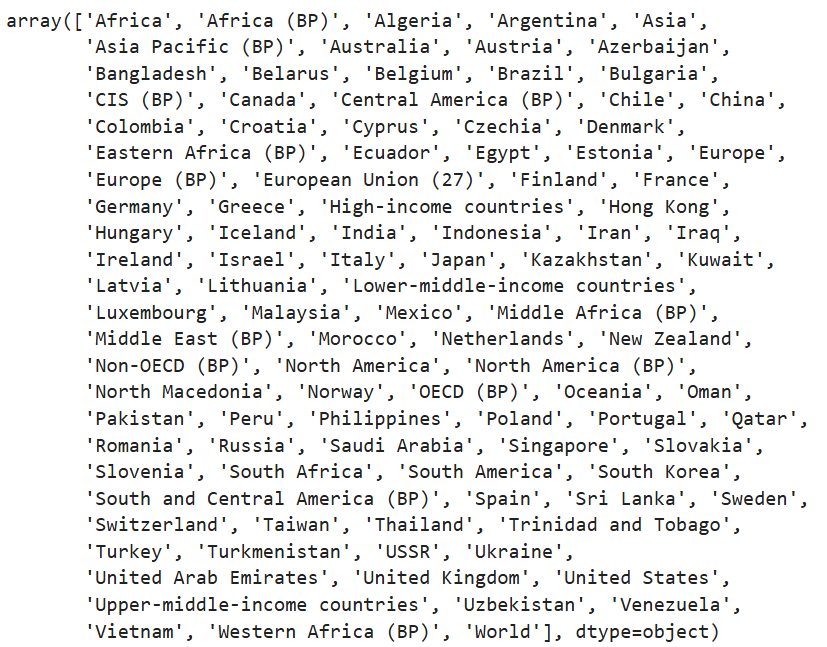 array(['Africa', 'Africa (BP)', 'Algeria', 'Argentina', 'Asia',
'Asia Pacific (BP)', 'Australia', 'Austria', 'Azerbaijan',
'Bangladesh', 'Belarus', 'Belgium', 'Brazil', 'Bulgaria',
'CIS (BP)', 'Canada', 'Central America (BP)', 'Chile', 'China',
'Colombia', 'Croatia', 'Cyprus', 'Czechia', 'Denmark',
'Eastern Africa (BP)', 'Ecuador', 'Egypt', 'Estonia', 'Europe',
'Europe (BP)', 'European Union (27)', 'Finland', 'France',
'Germany', 'Greece', 'High-income countries', 'Hong Kong',
'Hungary', 'Iceland', 'India', 'Indonesia', 'Iran', 'Iraq',
'Ireland', 'Israel', 'Italy', 'Japan', 'Kazakhstan', 'Kuwait',
'Latvia', 'Lithuania', 'Lower-middle-income countries',
'Luxembourg', 'Malaysia', 'Mexico', 'Middle Africa (BP)',
'Middle East (BP)', 'Morocco', 'Netherlands', 'New Zealand',
'Non-OECD (BP)', 'North America', 'North America (BP)',
'North Macedonia', 'Norway', 'OECD (BP)', 'Oceania', 'Oman',
'Pakistan', 'Peru', 'Philippines', 'Poland', 'Portugal', 'Qatar',
'Romania', 'Russia', 'Saudi Arabia', 'Singapore', 'Slovakia',
'Slovenia', 'South Africa', 'South America', 'South Korea',
'South and Central America (BP)', 'Spain', 'Sri Lanka', 'Sweden',
'Switzerland', 'Taiwan', 'Thailand', 'Trinidad and Tobago',
'Turkey', 'Turkmenistan', 'USSR', 'Ukraine',
'United Arab Emirates', 'United Kingdom', 'United States',
'Upper-middle-income countries', 'Uzbekistan', 'Venezuela',
'Vietnam', 'Western Africa (BP)', 'World'], dtype=object)